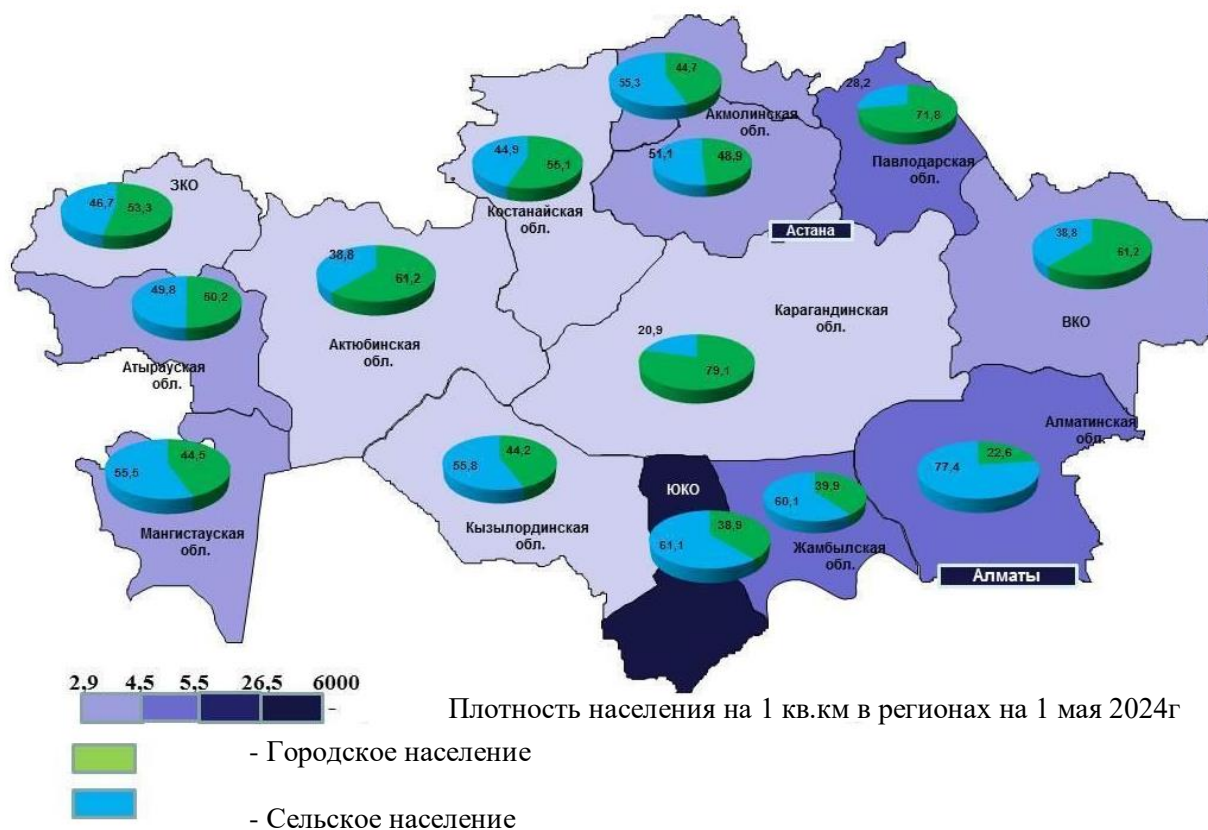 44,7
55,3
Акмолинская
обл.
28,2
71,8
Павлодарская
обл.
44,9
55,1
Костанайская
обл.
51,1
48,9
Астана
ЗКО
46,7
53,3
38,8
61,2
Актюбинская
обл.
38,8
61,2
ВКО
49,8
50,2
Атырауская
обл.
Карагандинская
обл.
20,9
79,1
Алматинская
обл.
22,6
77,4
44,5
55,5
Мангистауская
обл.
44,2
55,8
Кызылординская
обл.
ЮКО
38,9
61,1
39,9
60,1
Жамбылская
обл.
Алматы
2,9 4,5 5,5 26,5 6000
- Плотность населения на 1 кв.км в регионах на 1 мая 2024г
- Городское население
- Сельское население